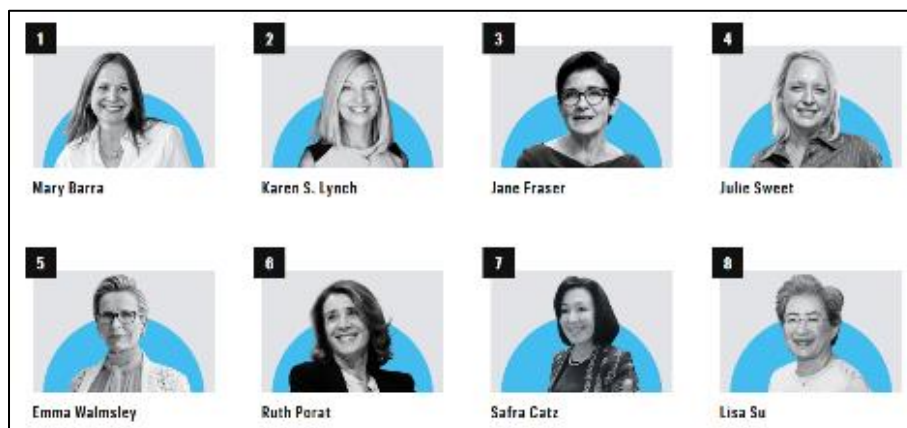 1 2 3 4
Mary Barra Karen S. Lynch Jane Fraser Julie Sweet
5 6 7 8
Emma Walmsley Ruth Porat Safra Catz Lisa Su